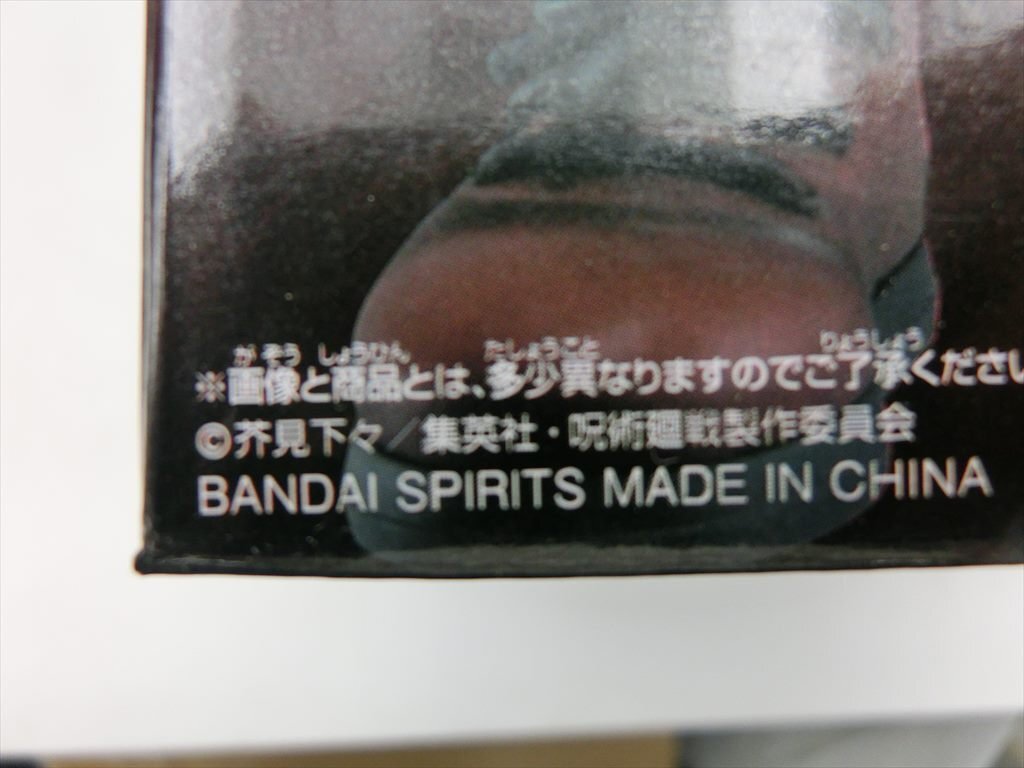 がぞう しょうひん たしょうこと りょうしょう
※画像と商品とは、多少異なりますのでご了承ください
©芥見下々／集英社・呪術廻戦製作委員会
BANDAI SPIRITS MADE IN CHINA